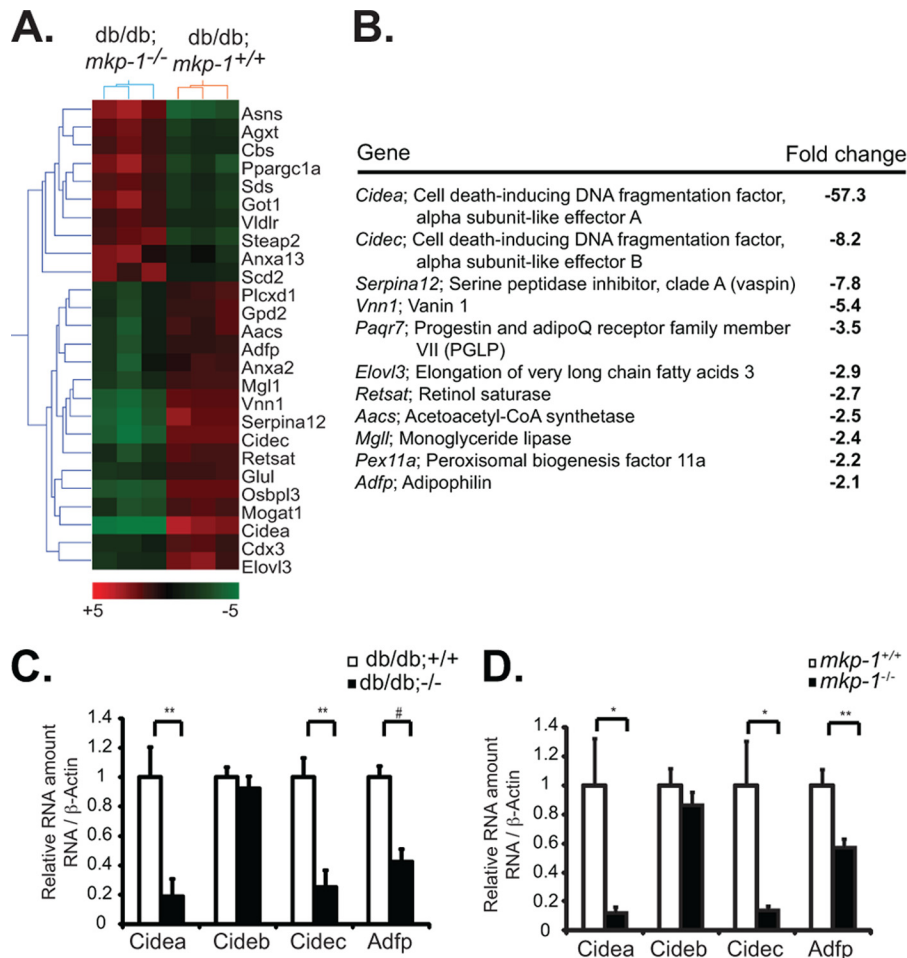 A.
db/db;
mkp-1-/-
db/db;
mkp-1+/+
Asns
Agxt
Cbs
Ppargc1a
Sds
Got1
Vldlr
Steap2
Anxa13
Scd2
Plcxd1
Gpd2
Aacs
Adfp
Anxa2
Mgl1
Vnn1
Serpina12
Cidec
Retsat
Glul
Osbpl3
Mogat1
Cidea
Cdx3
Elovl3
+5
-5
B.
Gene Fold change
Cidea; Cell death-inducing DNA fragmentation factor, -57.3
alpha subunit-like effector A
Cidec; Cell death-inducing DNA fragmentation factor, -8.2
alpha subunit-like effector B
Serpina12; Serine peptidase inhibitor, clade A (vaspin) -7.8
Vnn1; Vanin 1 -5.4
Paqr7; Progestin and adipoQ receptor family member -3.5
VII (PGLP)
Elovl3; Elongation of very long chain fatty acids 3 -2.9
Retsat; Retinol saturase -2.7
Aacs; Acetoacetyl-CoA synthetase -2.5
Mgll; Monoglyceride lipase -2.4
Pex11a; Peroxisomal biogenesis factor 11a -2.2
Adfp; Adipophilin -2.1
C.
db/db;+/+
db/db;-/-
Relative RNA amount
RNA / β-Actin
1.4
1.2
1
0.8
0.6
0.4
0.2
0
**
**
#
Cidea Cideb Cidec Adfp
D.
mkp-1+/+
mkp-1-/-
Relative RNA amount
RNA / β-Actin
1.4
1.2
1
0.8
0.6
0.4
0.2
0
*
*
**
Cidea Cideb Cidec Adfp